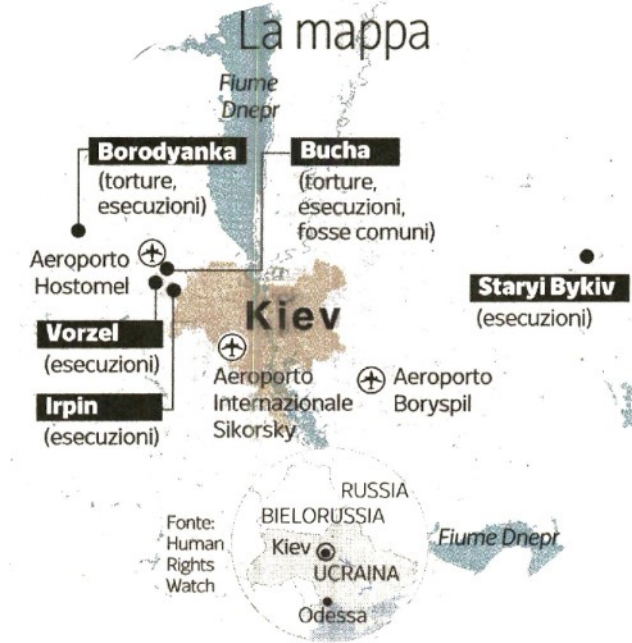 La mappa
Fiume
Dnepr
Borodyanka
(torture,
esecuzioni)
Bucha
(torture,
esecuzioni,
fosse comuni)
Aeroporto
Hostomel
Kiev
Staryi Bykiv
(esecuzioni)
Vorzel
(esecuzioni)
Irpin
(esecuzioni)
Aeroporto
Internazionale
Sikorsky
Aeroporto
Boryspil
RUSSIA
BIELORUSSIA
Kiev
UCRAINA
Odessa
Fonte:
Human
Rights
Watch
Fiume Dnepr